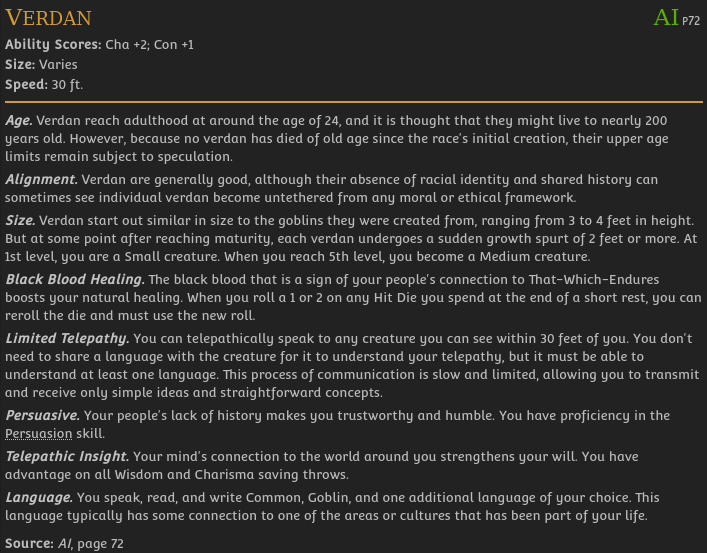 VERDAN AI P72
Ability Scores: Cha +2; Con +1
Size: Varies
Speed: 30 ft.
Age. Verdan reach adulthood at around the age of 24, and it is thought that they might live to nearly 200
years old. However, because no verdan has died of old age since the race's initial creation, their upper age
limits remain subject to speculation.
Alignment. Verdan are generally good, although their absence of racial identity and shared history can
sometimes see individual verdan become untethered from any moral or ethical framework.
Size. Verdan start out similar in size to the goblins they were created from, ranging from 3 to 4 feet in height.
But at some point after reaching maturity, each verdan undergoes a sudden growth spurt of 2 feet or more. At
1st level, you are a Small creature. When you reach 5th level, you become a Medium creature.
Black Blood Healing. The black blood that is a sign of your people's connection to That-Which-Endures
boosts your natural healing. When you roll a 1 or 2 on any Hit Die you spend at the end of a short rest, you can
reroll the die and must use the new roll.
Limited Telepathy. You can telepathically speak to any creature you can see within 30 feet of you. You don't
need to share a language with the creature for it to understand your telepathy, but it must be able to
understand at least one language. This process of communication is slow and limited, allowing you to transmit
and receive only simple ideas and straightforward concepts.
Persuasive. Your people's lack of history makes you trustworthy and humble. You have proficiency in the
Persuasion skill.
Telepathic Insight. Your mind's connection to the world around you strengthens your will. You have
advantage on all Wisdom and Charisma saving throws.
Language. You speak, read, and write Common, Goblin, and one additional language of your choice. This
language typically has some connection to one of the areas or cultures that has been part of your life.
Source: AI, page 72